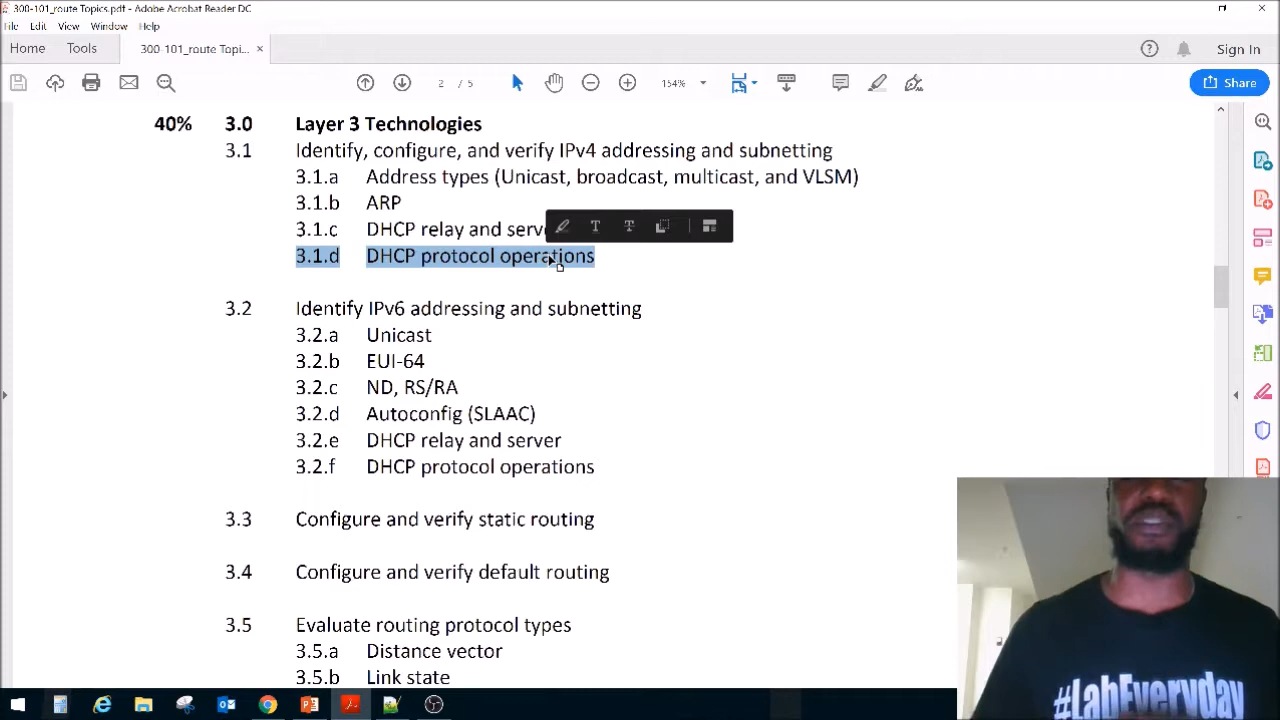 300-101_route Topics.pdf - Adobe Acrobat Reader DC
File Edit View Window Help
Home Tools 300-101_route Topi... × Sign In
2 / 5 154% Share
40% 3.0 Layer 3 Technologies
3.1 Identify, configure, and verify IPv4 addressing and subnetting
3.1.a Address types (Unicast, broadcast, multicast, and VLSM)
3.1.b ARP
3.1.c DHCP relay and serve
3.1.d DHCP protocol operations
3.2 Identify IPv6 addressing and subnetting
3.2.a Unicast
3.2.b EUI-64
3.2.c ND, RS/RA
3.2.d Autoconfig (SLAAC)
3.2.e DHCP relay and server
3.2.f DHCP protocol operations
3.3 Configure and verify static routing
3.4 Configure and verify default routing
3.5 Evaluate routing protocol types
3.5.a Distance vector
3.5.b Link state
#LabEveryday